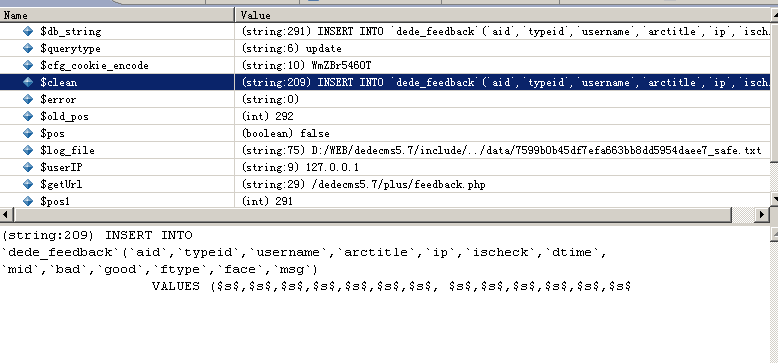 Name Value
$db_string (string:291) INSERT INTO `dede_feedback`(`aid`,`typeid`,`username`,`arctitle`,`ip`,`isch
$querytype (string:6) update
$cfg_cookie_encode (string:10) WmZBr5460T
$clean (string:209) INSERT INTO `dede_feedback`(`aid`,`typeid`,`username`,`arctitle`,`ip`,`isch.
$error (string:0)
$old_pos (int) 292
$pos (boolean) false
$log_file (string:75) D:/WEB/dedecms5.7/include/../data/7599b0b45df7efa663bb8dd5954daee7_safe.txt
$userIP (string:9) 127.0.0.1
$getUrl (string:29) /dedecms5.7/plus/feedback.php
$pos1 (int) 291
(string:209) INSERT INTO
`dede_feedback`(`aid`,`typeid`,`username`,`arctitle`,`ip`,`ischeck`,`dtime`,
`mid`,`bad`,`good`,`ftype`,`face`,`msg`)
VALUES ($s$,$s$,$s$,$s$,$s$,$s$,$s$, $s$,$s$,$s$,$s$,$s$,$s$